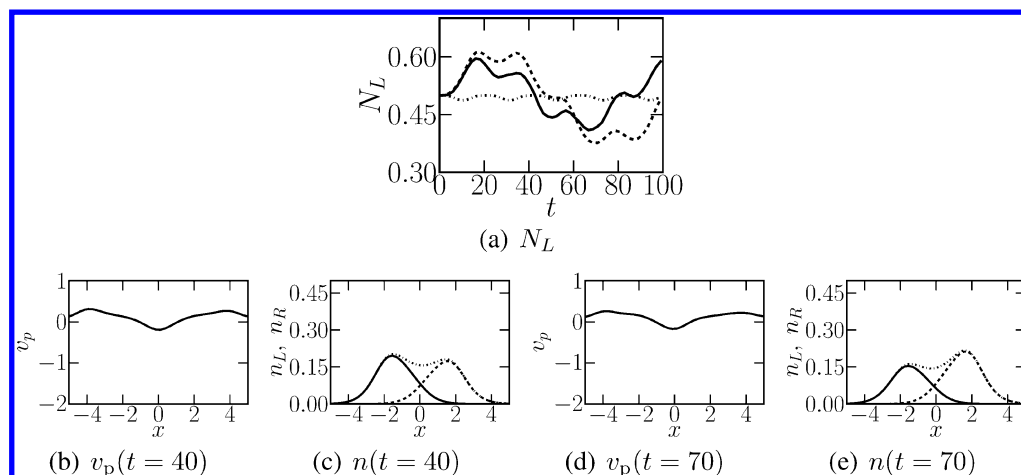 0.60
0.45
0.30
N_L
0 20 40 60 80 100
t
(a) N_L
1
0
−1
−2
v_p
−4 −2 0 2 4
x
(b) v_p(t = 40)
0.45
0.30
0.15
0.00
n_L, n_R
−4 −2 0 2 4
x
(c) n(t = 40)
1
0
−1
−2
v_p
−4 −2 0 2 4
x
(d) v_p(t = 70)
0.45
0.30
0.15
0.00
n_L, n_R
−4 −2 0 2 4
x
(e) n(t = 70)